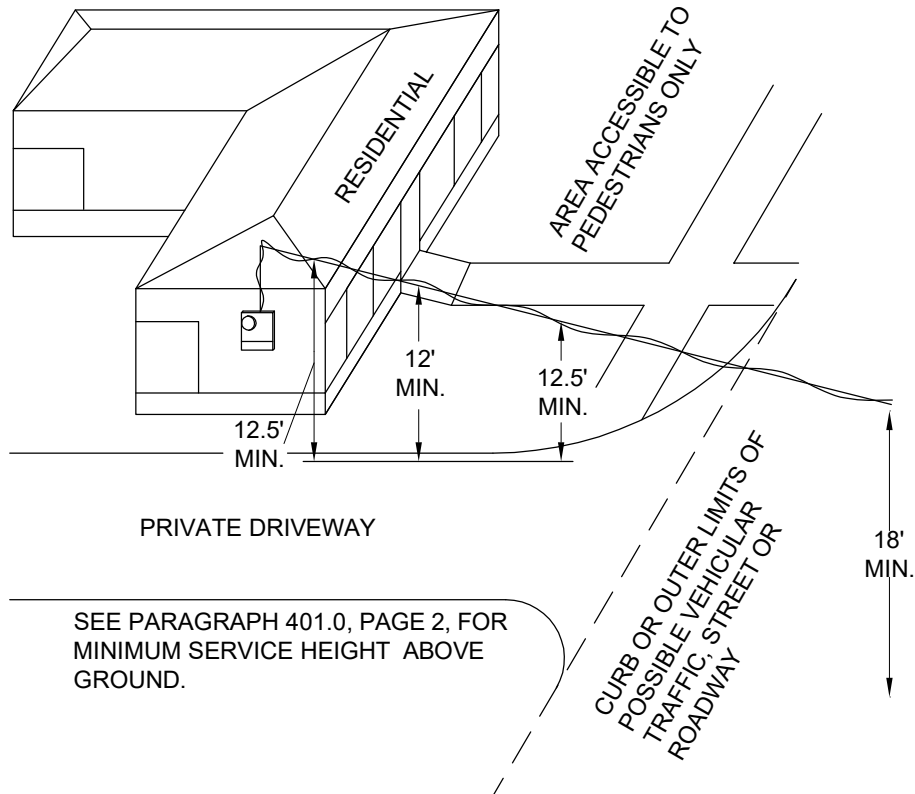 AREA ACCESSIBLE TO
PEDESTRIANS ONLY
RESIDENTIAL
12'
MIN.
12.5'
MIN.
12.5'
MIN.
PRIVATE DRIVEWAY
18'
MIN.
CURB OR OUTER LIMITS OF
POSSIBLE VEHICULAR
TRAFFIC, STREET OR
ROADWAY
SEE PARAGRAPH 401.0, PAGE 2, FOR
MINIMUM SERVICE HEIGHT ABOVE
GROUND.